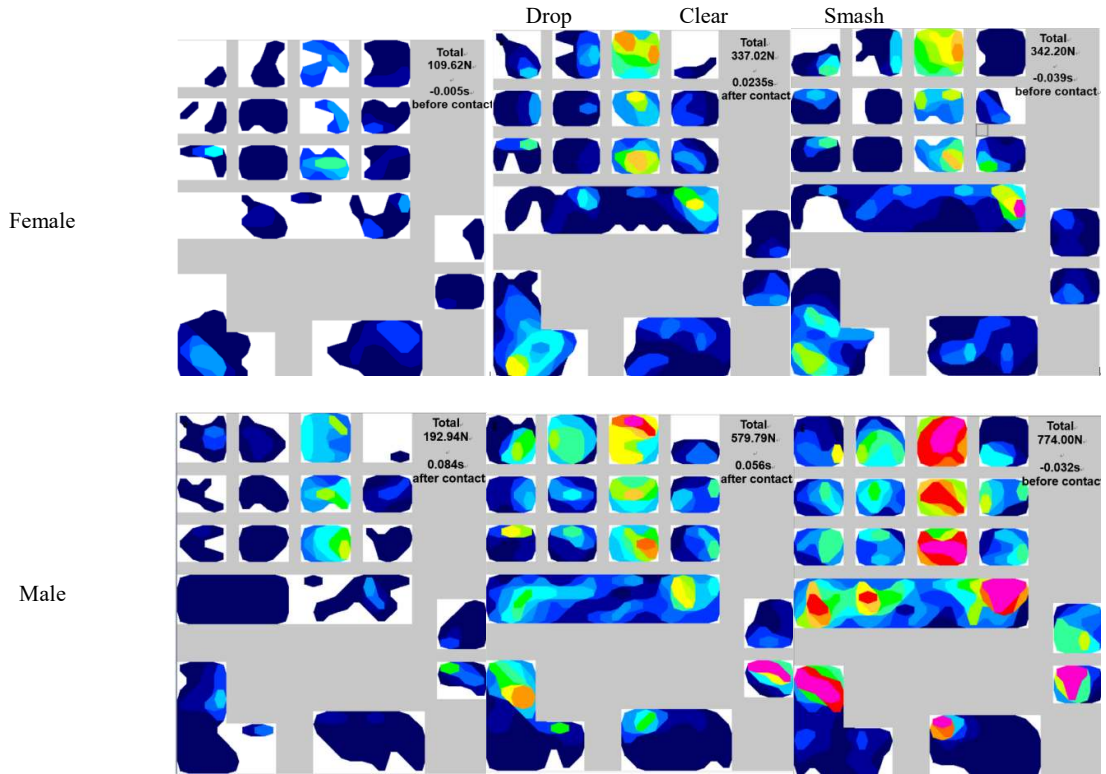 Drop Clear Smash
Female
Total
109.62N
-0.005s
before contact
Total
337.02N
0.0235s
after contact
Total
342.20N
-0.039s
before contact
Male
Total
192.94N
0.084s
after contact
Total
579.79N
0.056s
after contact
Total
774.00N
-0.032s
before contact